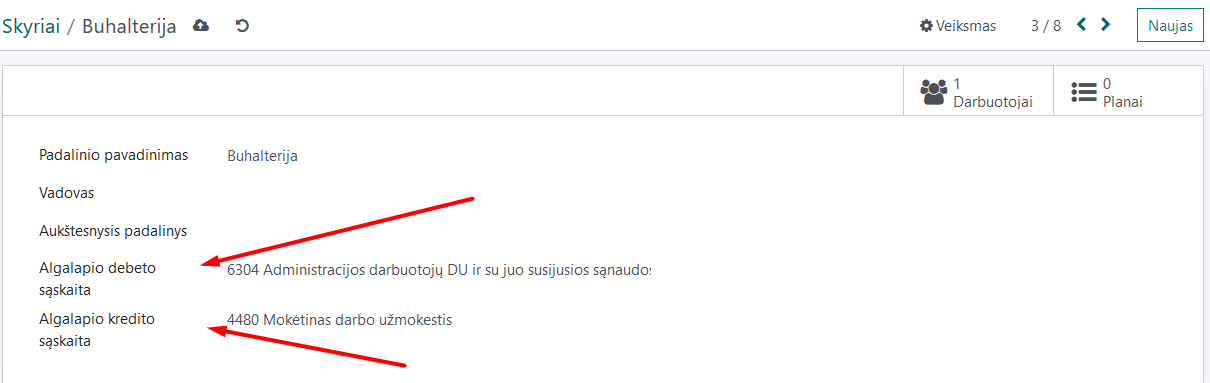 Skyriai / Buhalterija
Veiksmas
3 / 8
Naujas
1
Darbuotojai
0
Planai
Padalinio pavadinimas
Buhalterija
Vadovas
Aukštesnysis padalinys
Algalapio debeto
sąskaita
6304 Administracijos darbuotojų DU ir su juo susijusios sąnaudos
Algalapio kredito
sąskaita
4480 Mokėtinas darbo užmokestis